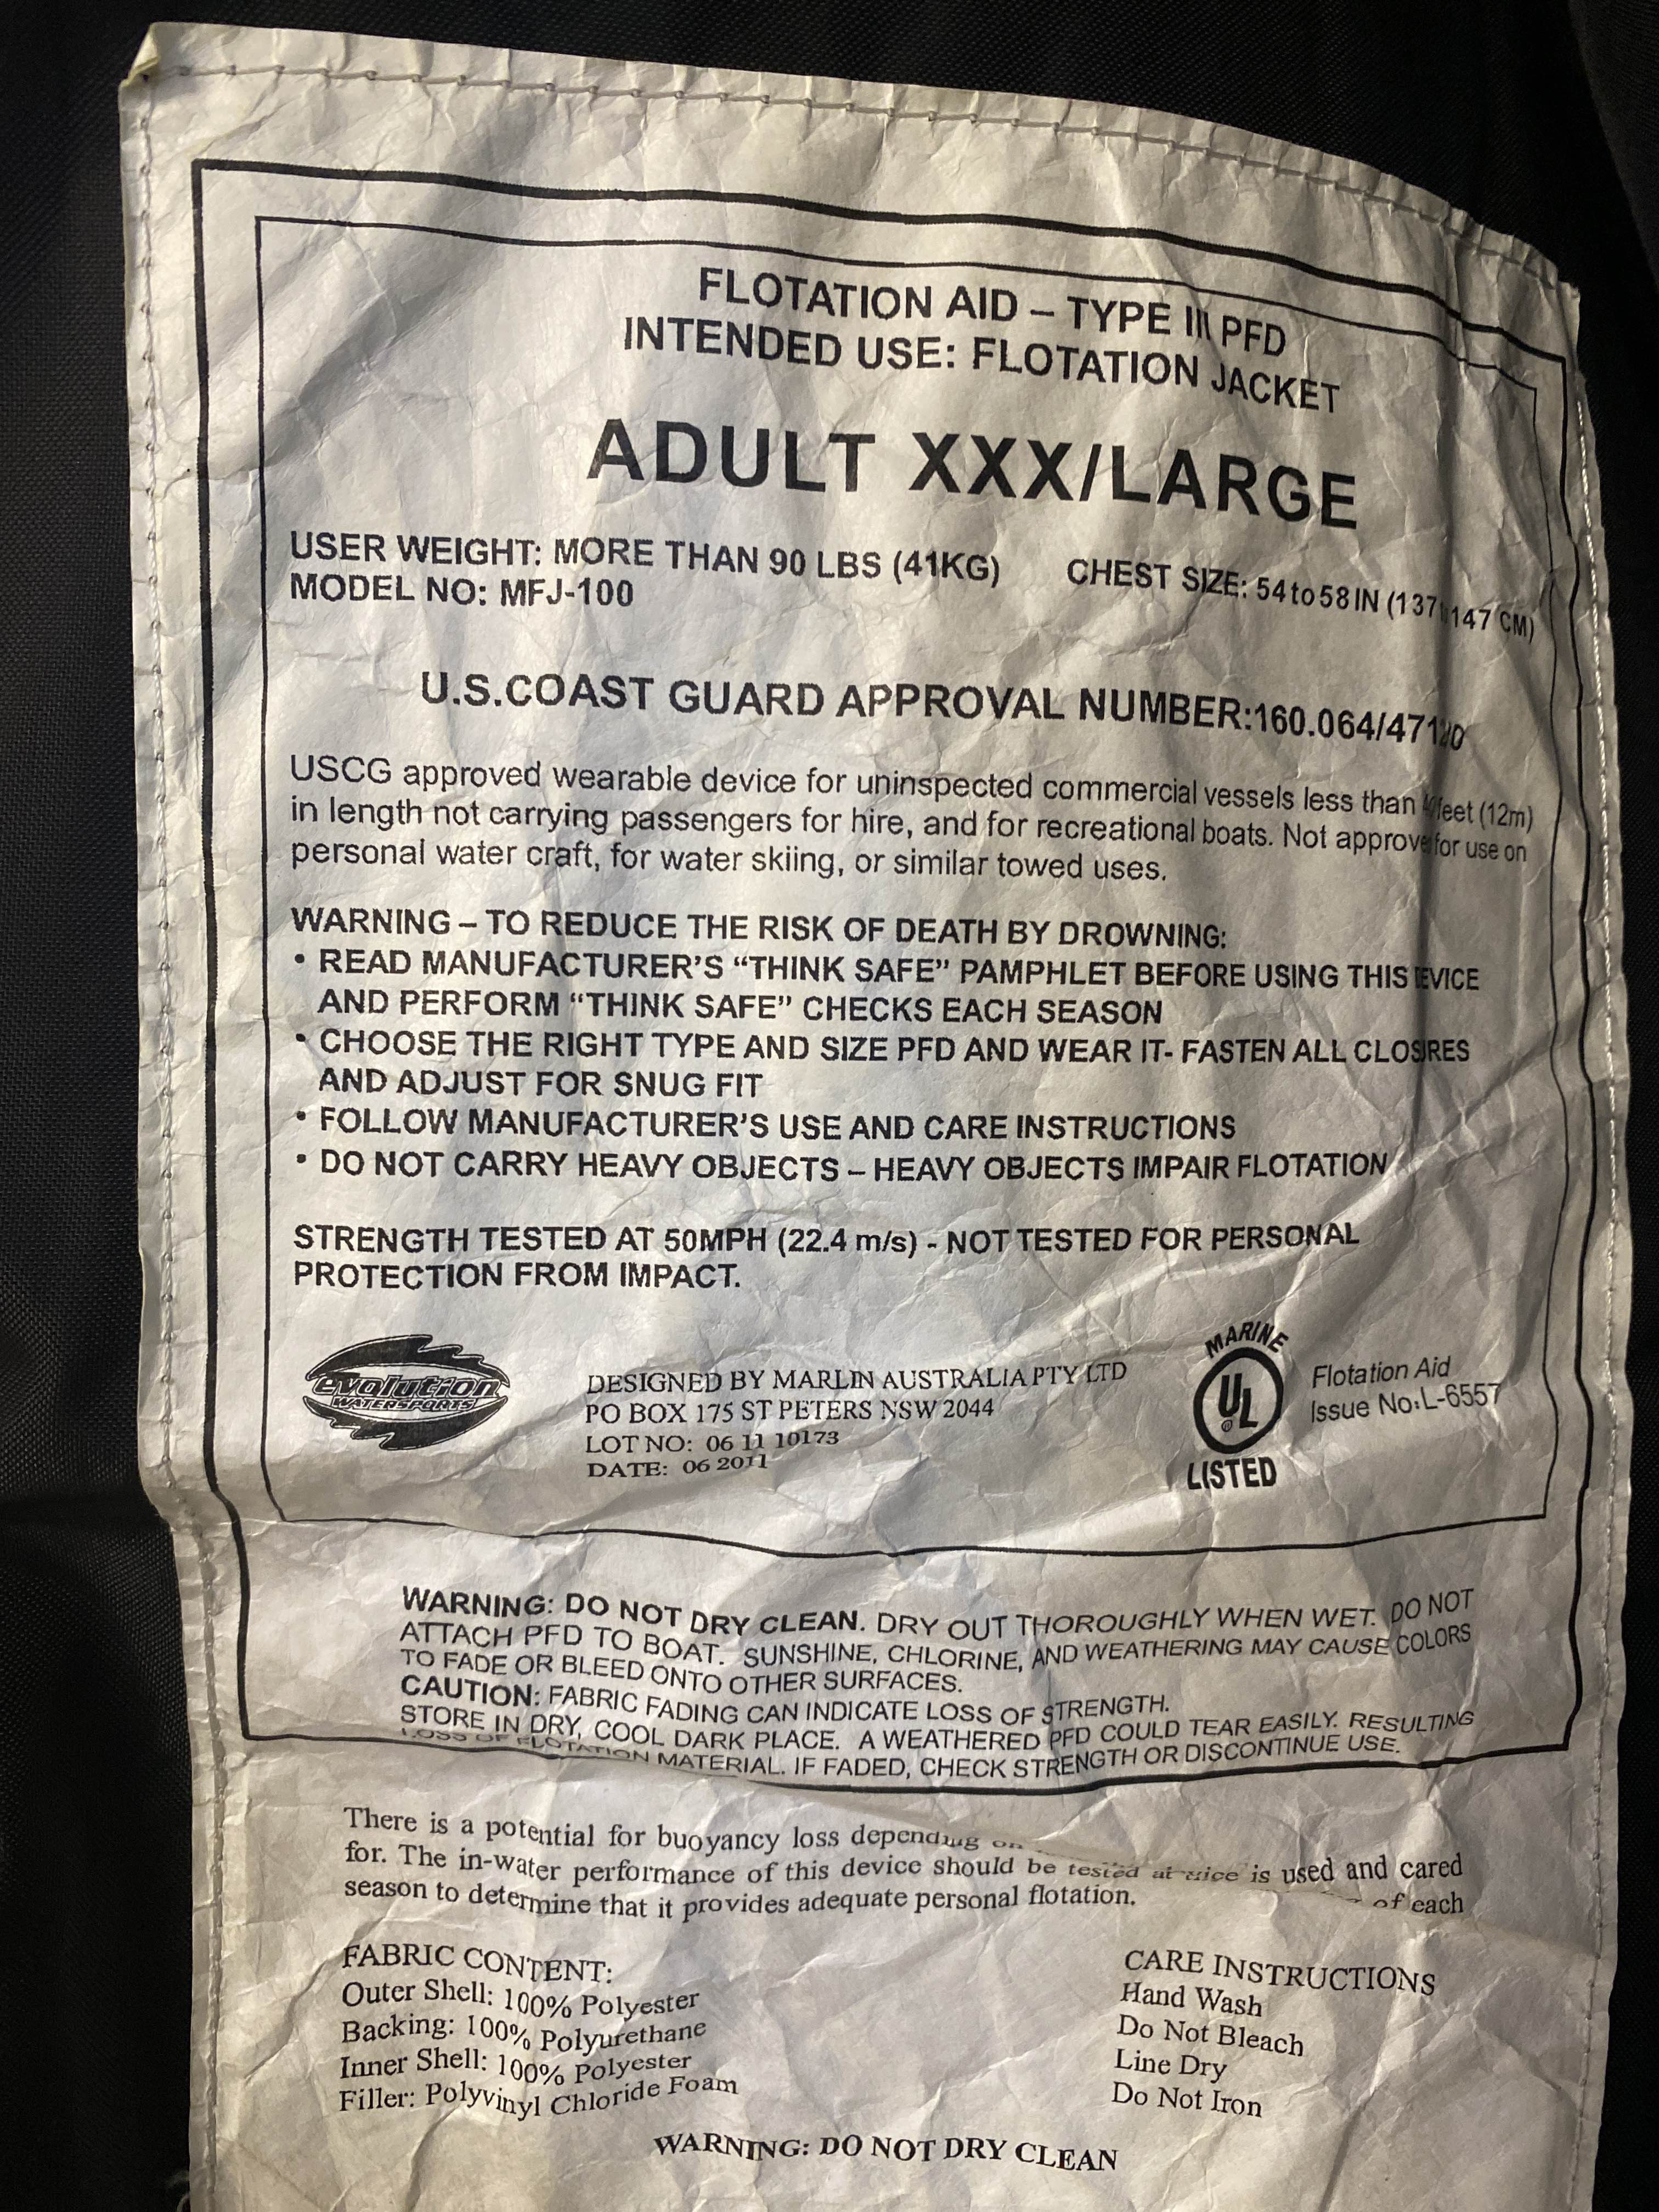 FLOTATION AID – TYPE III PFD
INTENDED USE: FLOTATION JACKET
ADULT XXX/LARGE
USER WEIGHT: MORE THAN 90 LBS (41KG) CHEST SIZE: 54 to 58 IN (137 147 CM)
MODEL NO: MFJ-100
U.S.COAST GUARD APPROVAL NUMBER:160.064/
USCG approved wearable device for uninspected commercial vessels less than feet (12m)
in length not carrying passengers for hire, and for recreational boats. Not approve for use on
personal water craft, for water skiing, or similar towed uses.
WARNING – TO REDUCE THE RISK OF DEATH BY DROWNING:
• READ MANUFACTURER'S “THINK SAFE” PAMPHLET BEFORE USING THIS DEVICE
AND PERFORM “THINK SAFE” CHECKS EACH SEASON
• CHOOSE THE RIGHT TYPE AND SIZE PFD AND WEAR IT- FASTEN ALL CLOSURES
AND ADJUST FOR SNUG FIT
• FOLLOW MANUFACTURER'S USE AND CARE INSTRUCTIONS
• DO NOT CARRY HEAVY OBJECTS – HEAVY OBJECTS IMPAIR FLOTATION
STRENGTH TESTED AT 50MPH (22.4 m/s) - NOT TESTED FOR PERSONAL
PROTECTION FROM IMPACT.
evolution
WATERSPORTS
DESIGNED BY MARLIN AUSTRALIA PTY LTD
PO BOX 175 ST PETERS NSW 2044
LOT NO: 06 11 10173
DATE: 06 2011
MARINE
UL
®
LISTED
Flotation Aid
Issue No:L-6557
WARNING: DO NOT DRY CLEAN. DRY OUT THOROUGHLY WHEN WET. DO NOT
ATTACH PFD TO BOAT. SUNSHINE, CHLORINE, AND WEATHERING MAY CAUSE COLORS
TO FADE OR BLEED ONTO OTHER SURFACES.
CAUTION: FABRIC FADING CAN INDICATE LOSS OF STRENGTH.
STORE IN DRY, COOL DARK PLACE. A WEATHERED PFD COULD TEAR EASILY. RESULTING
LOSS OF FLOTATION MATERIAL. IF FADED, CHECK STRENGTH OR DISCONTINUE USE.
There is a potential for buoyancy loss depending on
for. The in-water performance of this device should be tested at is used and cared
season to determine that it provides adequate personal flotation. of each
FABRIC CONTENT:
Outer Shell: 100% Polyester
Backing: 100% Polyurethane
Inner Shell: 100% Polyester
Filler: Polyvinyl Chloride Foam
CARE INSTRUCTIONS
Hand Wash
Do Not Bleach
Line Dry
Do Not Iron
WARNING: DO NOT DRY CLEAN